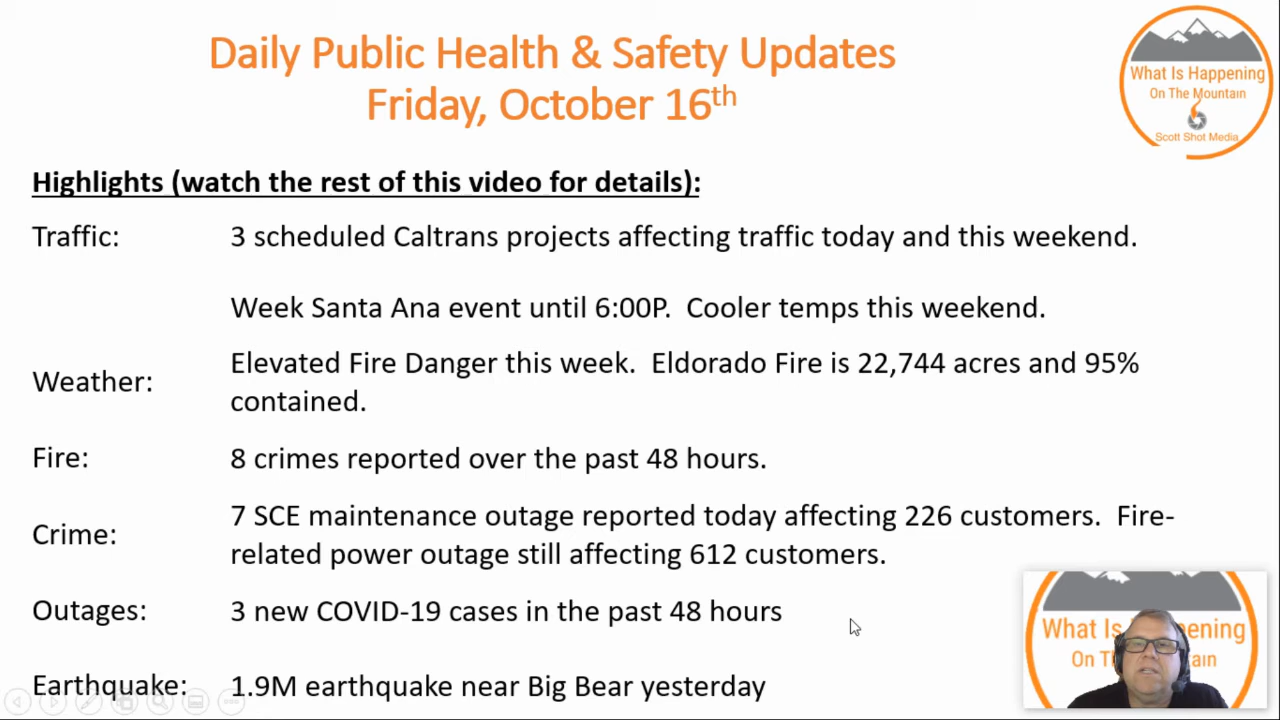 Daily Public Health & Safety Updates
Friday, October 16th
What Is Happening
On The Mountain
Scott Shot Media
Highlights (watch the rest of this video for details):
Traffic: 3 scheduled Caltrans projects affecting traffic today and this weekend.
Week Santa Ana event until 6:00P. Cooler temps this weekend.
Weather: Elevated Fire Danger this week. Eldorado Fire is 22,744 acres and 95%
contained.
Fire: 8 crimes reported over the past 48 hours.
Crime: 7 SCE maintenance outage reported today affecting 226 customers. Fire-
related power outage still affecting 612 customers.
Outages: 3 new COVID-19 cases in the past 48 hours
Earthquake: 1.9M earthquake near Big Bear yesterday
What Is